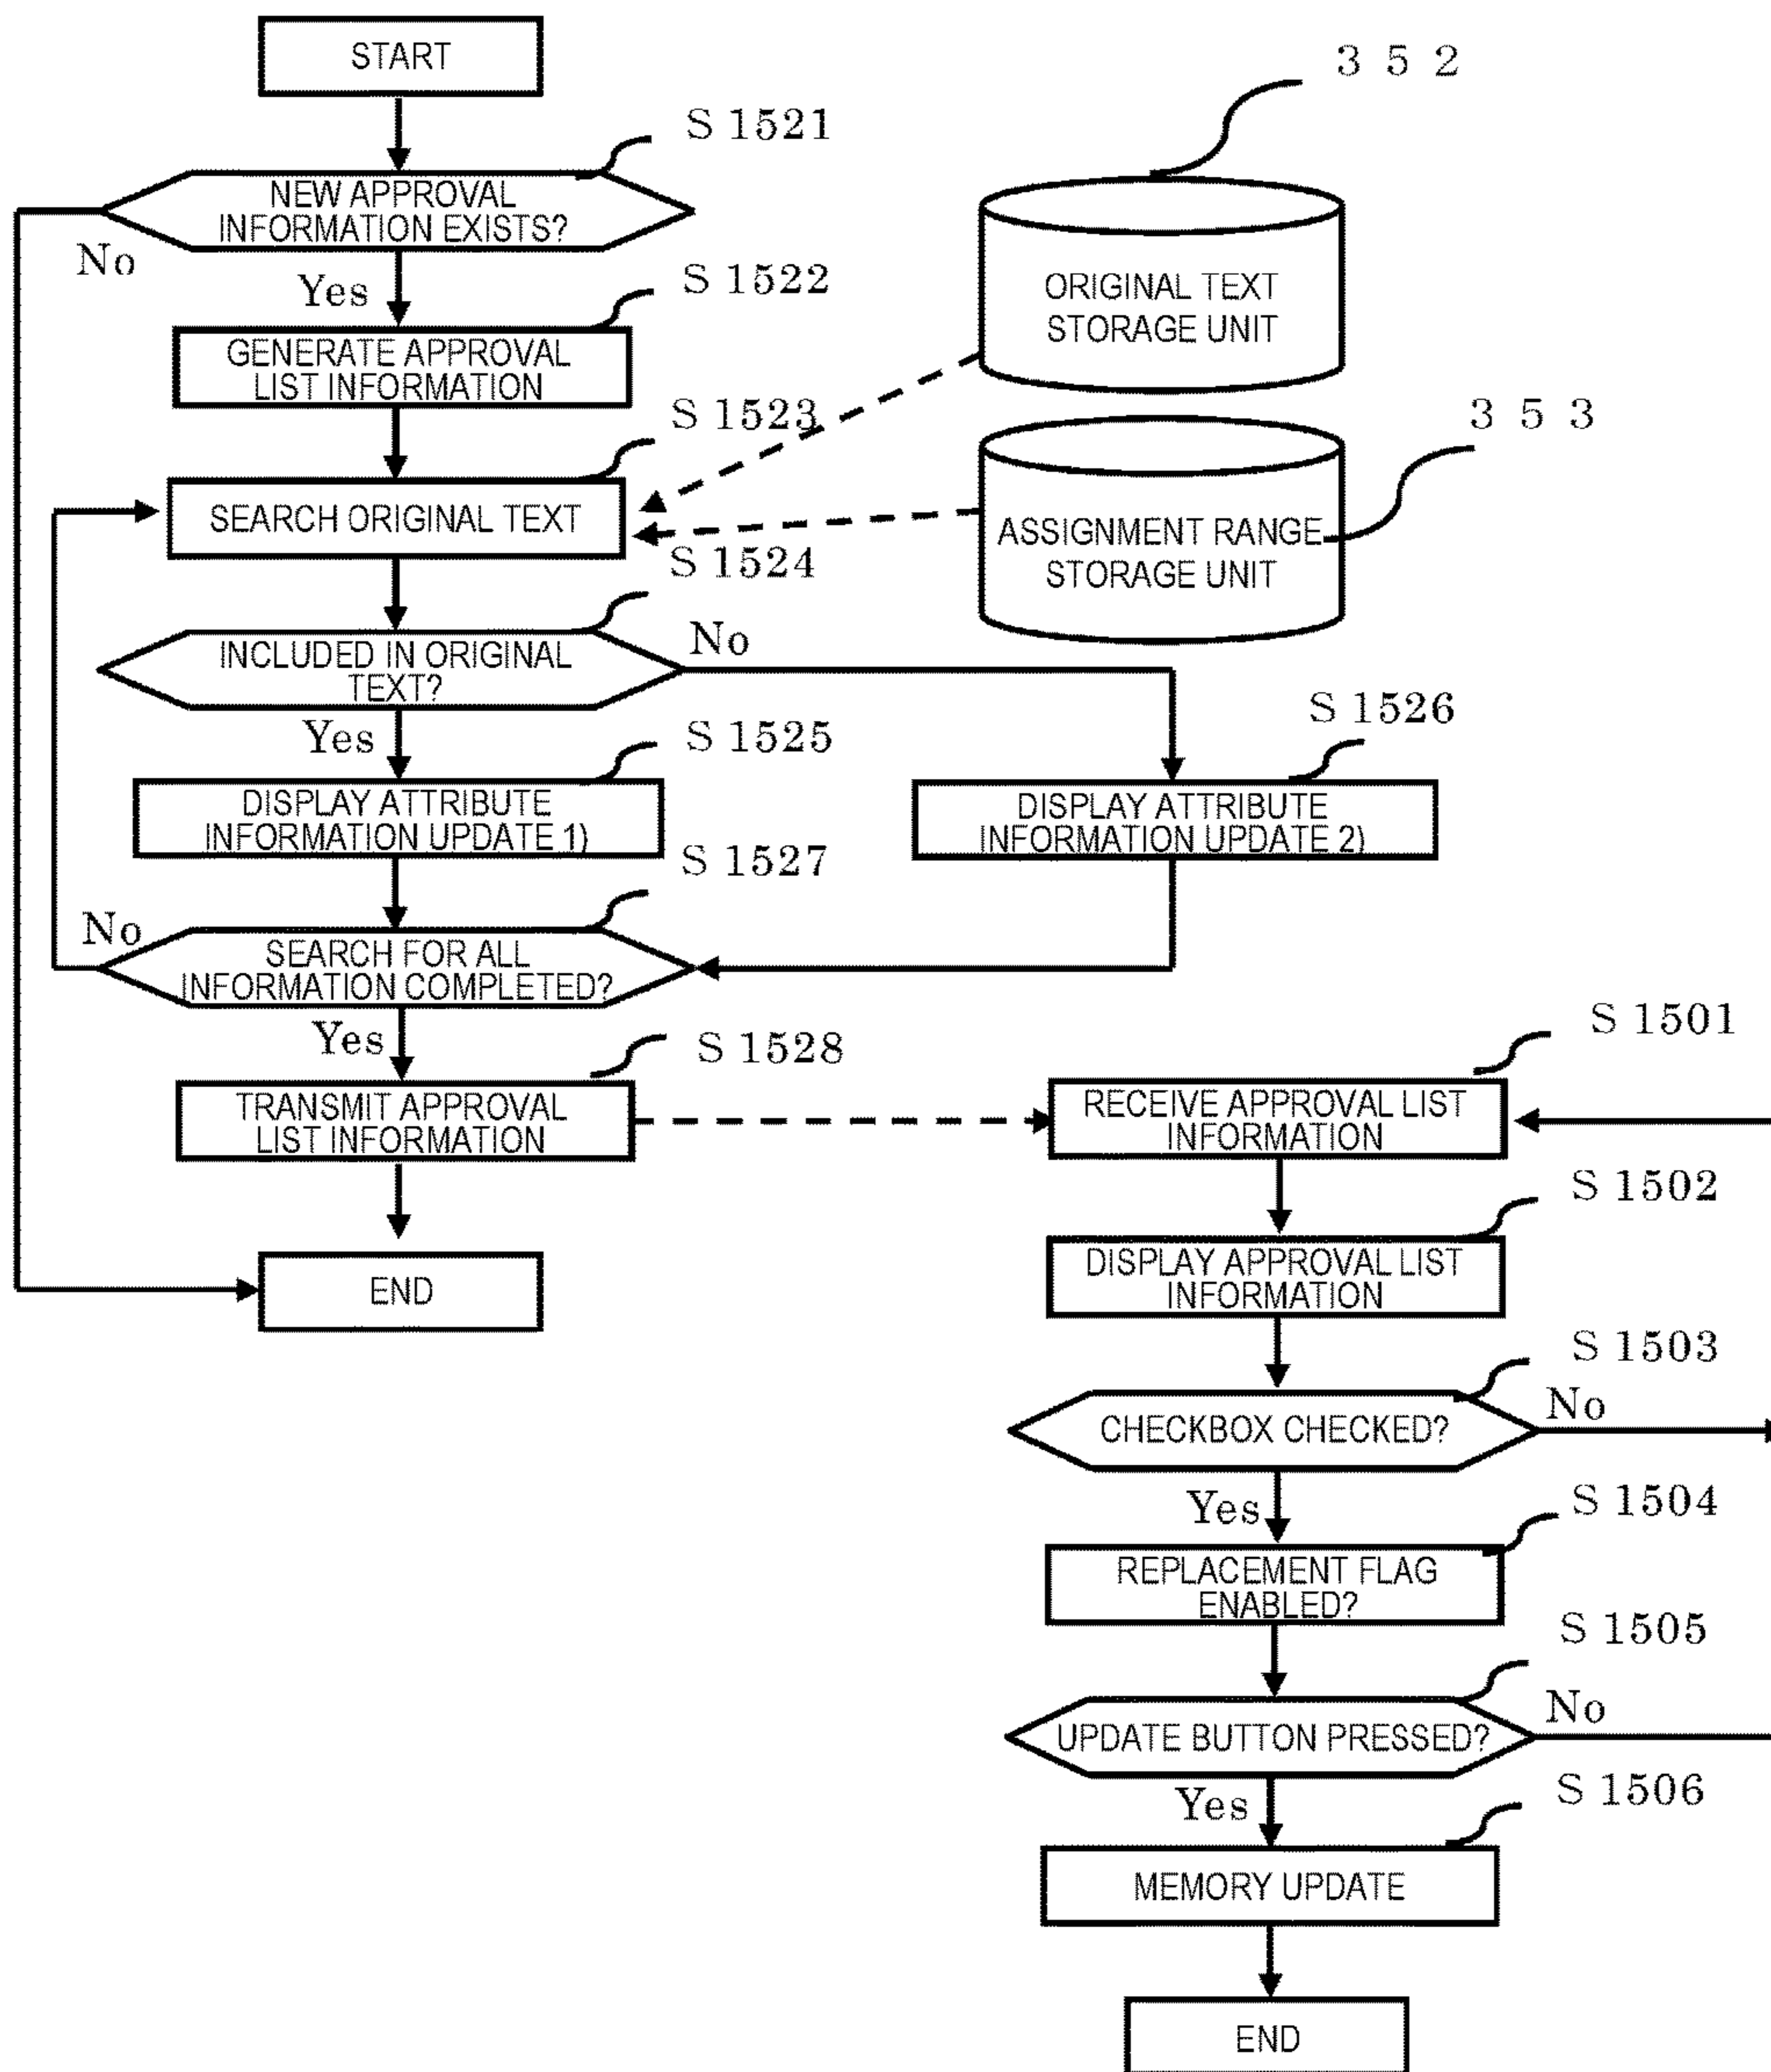 START
S 1521
NEW APPROVAL
INFORMATION EXISTS?
No
Yes
S 1522
GENERATE APPROVAL
LIST INFORMATION
S 1523
SEARCH ORIGINAL TEXT
3 5 2
ORIGINAL TEXT
STORAGE UNIT
3 5 3
ASSIGNMENT RANGE
STORAGE UNIT
S 1524
INCLUDED IN ORIGINAL
TEXT?
No
Yes
S 1525
DISPLAY ATTRIBUTE
INFORMATION UPDATE 1)
S 1526
DISPLAY ATTRIBUTE
INFORMATION UPDATE 2)
S 1527
No
SEARCH FOR ALL
INFORMATION COMPLETED?
Yes
S 1528
TRANSMIT APPROVAL
LIST INFORMATION
END
S 1501
RECEIVE APPROVAL LIST
INFORMATION
S 1502
DISPLAY APPROVAL LIST
INFORMATION
S 1503
CHECKBOX CHECKED?
No
Yes
S 1504
REPLACEMENT FLAG
ENABLED?
S 1505
UPDATE BUTTON PRESSED?
No
Yes
S 1506
MEMORY UPDATE
END